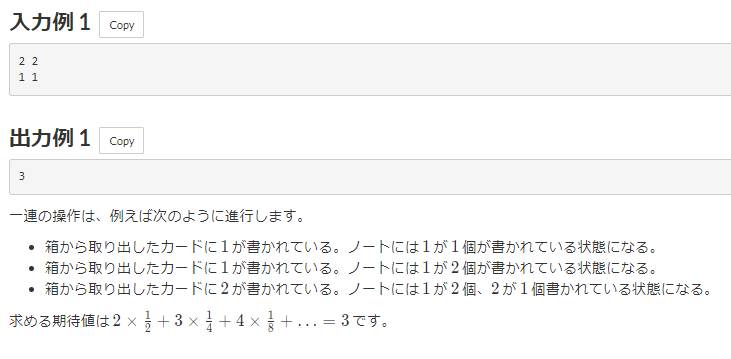 入力例 1 Copy
2 2
1 1
出力例 1 Copy
3
一連の操作は、例えば次のように進行します。
• 箱から取り出したカードに 1 が書かれている。ノートには 1 が 1 個が書かれている状態になる。
• 箱から取り出したカードに 1 が書かれている。ノートには 1 が 2 個が書かれている状態になる。
• 箱から取り出したカードに 2 が書かれている。ノートには 1 が 2 個、2 が 1 個書かれている状態になる。
求める期待値は 2 × 1/2 + 3 × 1/4 + 4 × 1/8 + ... = 3 です。